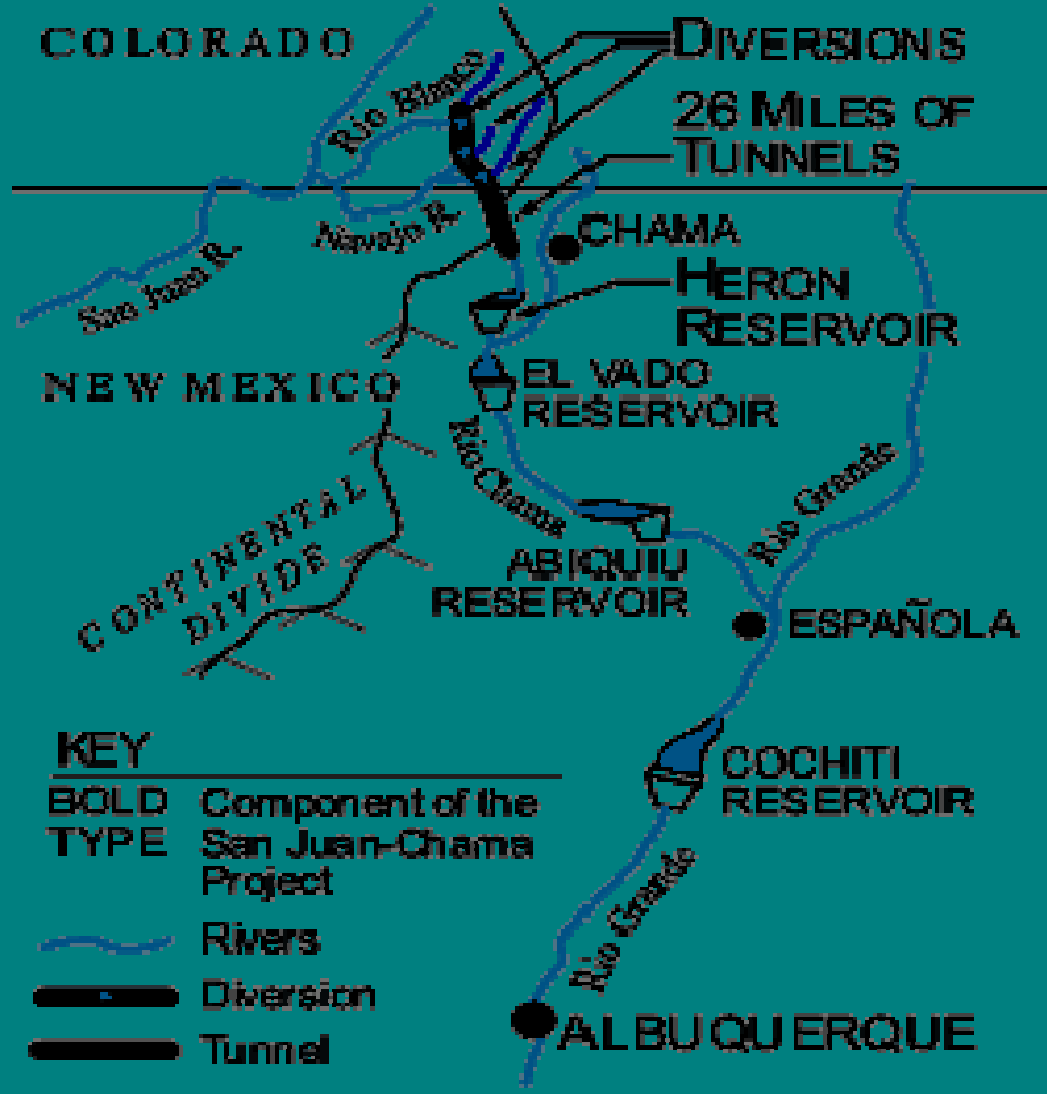 COLORADO
DIVERSIONS
Rio Blanco
26 MILES OF
TUNNELS
Navajo R.
CHAMA
San Juan R.
HERON
RESERVOIR
NEW MEXICO
EL VADO
RESERVOIR
Rio Chama
Rio Grande
CONTINENTAL
DIVIDE
ABIQUIU
RESERVOIR
ESPAÑOLA
COCHITI
RESERVOIR
KEY
BOLD
TYPE
Component of the
San Juan-Chama
Project
Rivers
Diversion
Tunnel
Rio Grande
ALBUQUERQUE